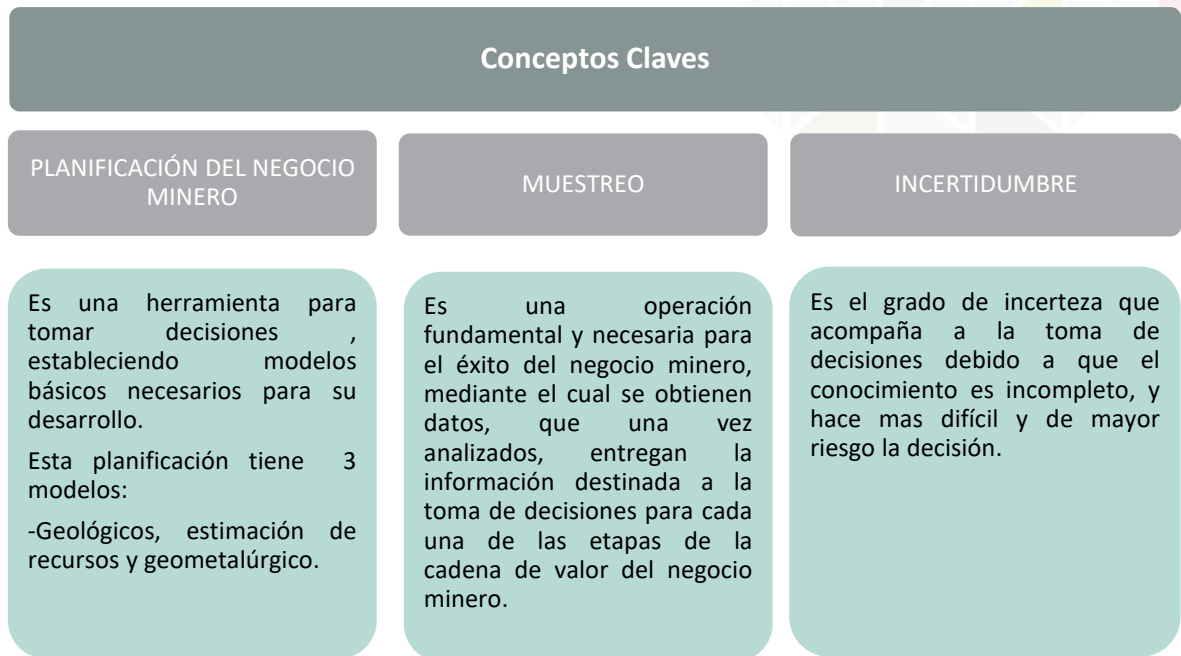 Conceptos Claves
PLANIFICACIÓN DEL NEGOCIO
MINERO
Es una herramienta para
tomar decisiones ,
estableciendo modelos
básicos necesarios para su
desarrollo.
Esta planificación tiene 3
modelos:
-Geológicos, estimación de
recursos y geometalúrgico.
MUESTREO
Es una operación
fundamental y necesaria para
el éxito del negocio minero,
mediante el cual se obtienen
datos, que una vez
analizados, entregan la
información destinada a la
toma de decisiones para cada
una de las etapas de la
cadena de valor del negocio
minero.
INCERTIDUMBRE
Es el grado de incerteza que
acompaña a la toma de
decisiones debido a que el
conocimiento es incompleto, y
hace mas difícil y de mayor
riesgo la decisión.